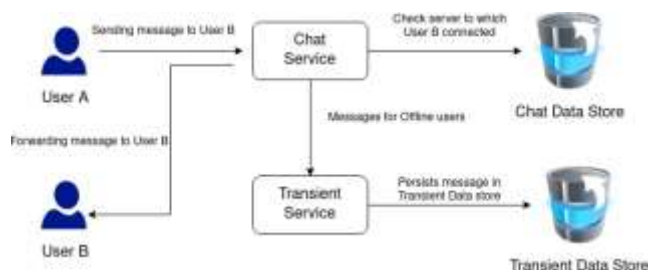 Sending message to User B
Check server to which
User B connected
Chat
Service
User A
Chat Data Store
Messages for Offline users
Forwarding message to User B
Transient
Service
Persists message in
Transient Data store
User B
Transient Data Store